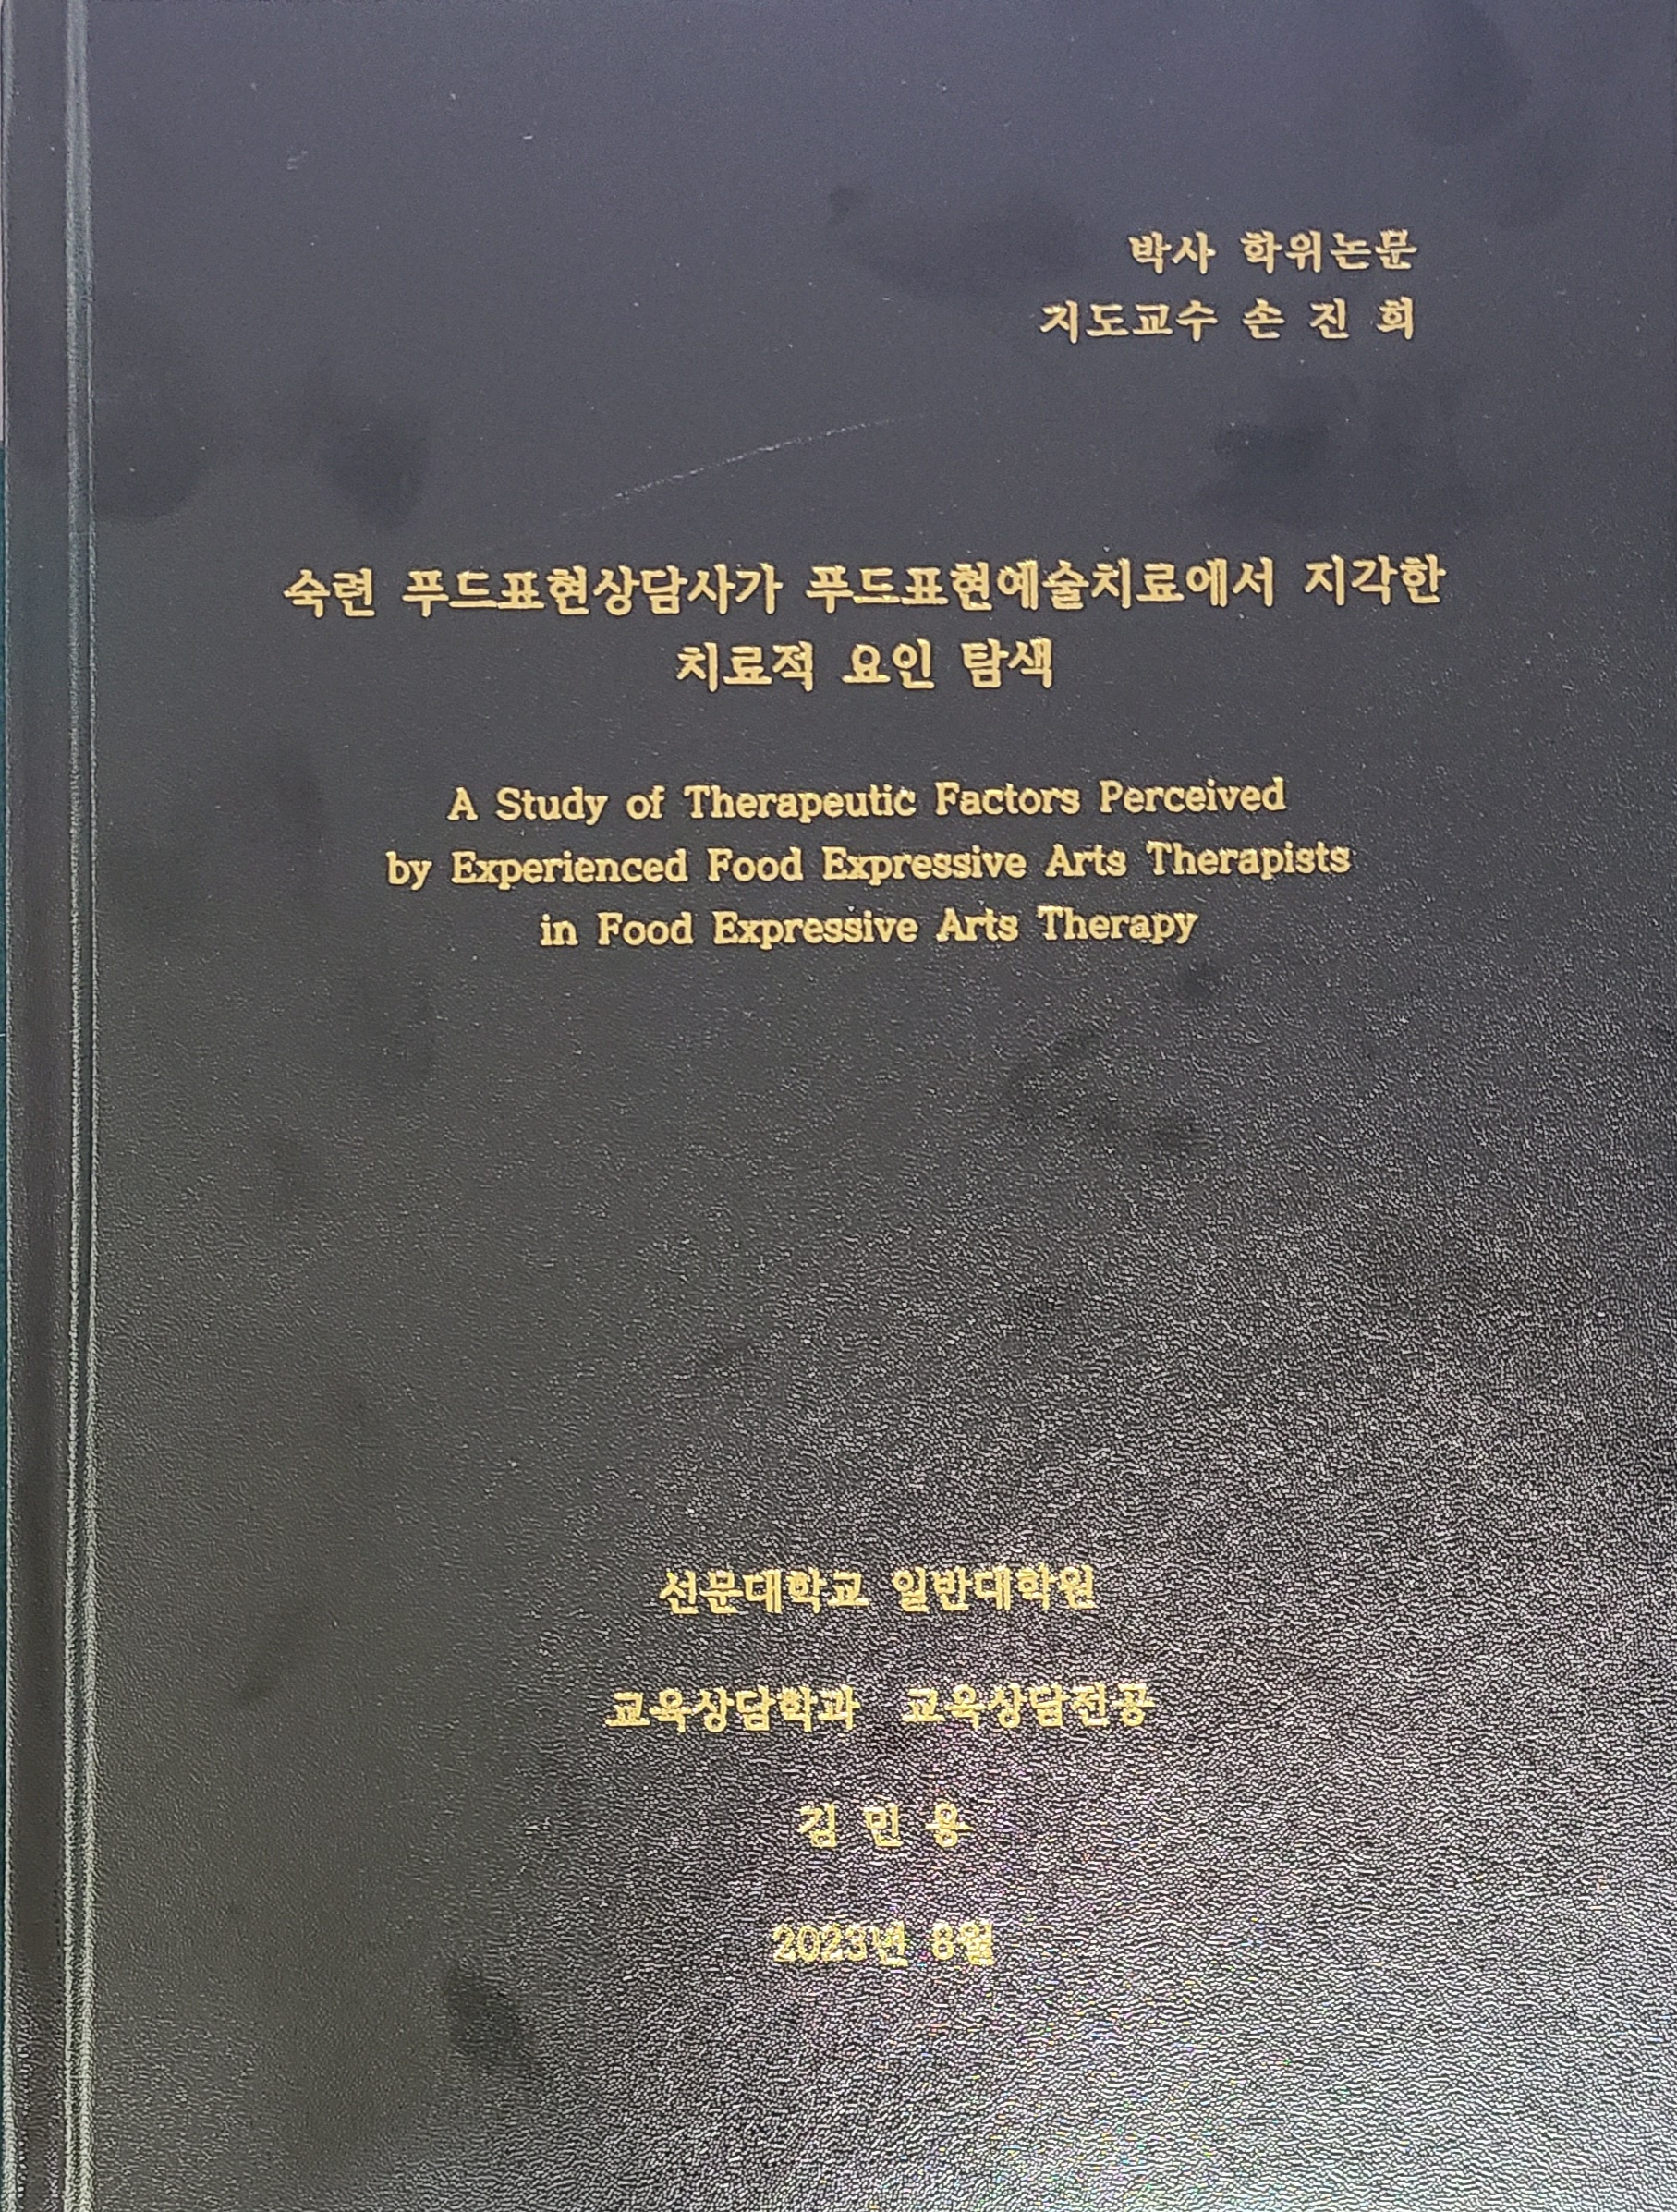 박사 학위논문
지도교수 손 진 희
숙련 푸드표현상담사가 푸드표현예술치료에서 지각한
치료적 요인 탐색
A Study of Therapeutic Factors Perceived
by Experienced Food Expressive Arts Therapists
in Food Expressive Arts Therapy
선문대학교 일반대학원
교육상담학과 교육상담전공
김 민 용
2023년 8월